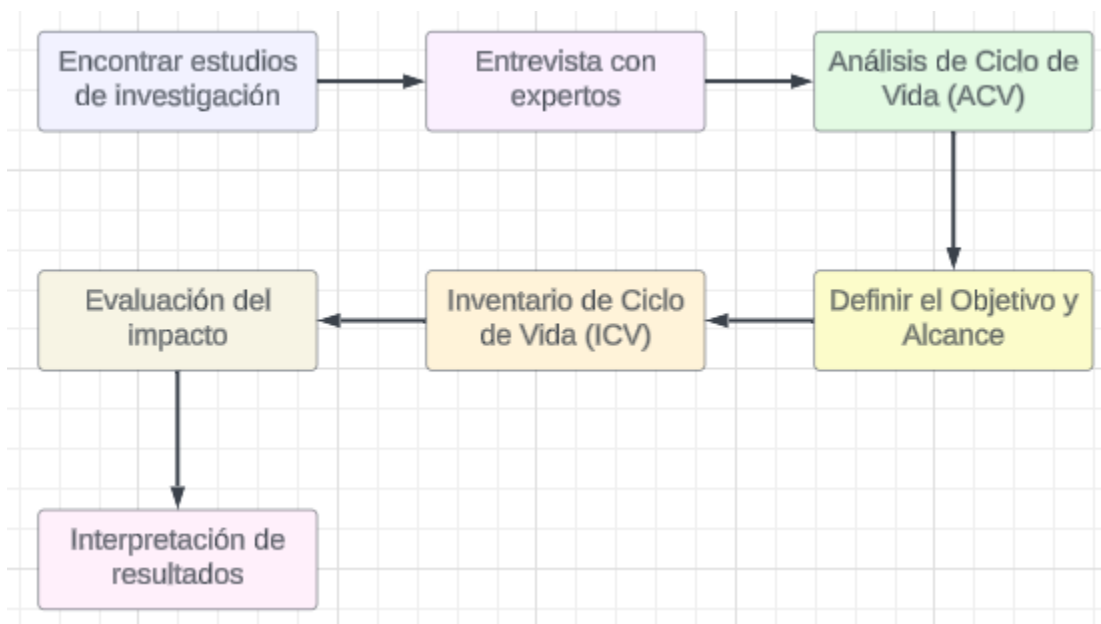 Encontrar estudios
de investigación
Entrevista con
expertos
Análisis de Ciclo de
Vida (ACV)
Definir el Objetivo y
Alcance
Inventario de Ciclo
de Vida (ICV)
Evaluación del
impacto
Interpretación de
resultados